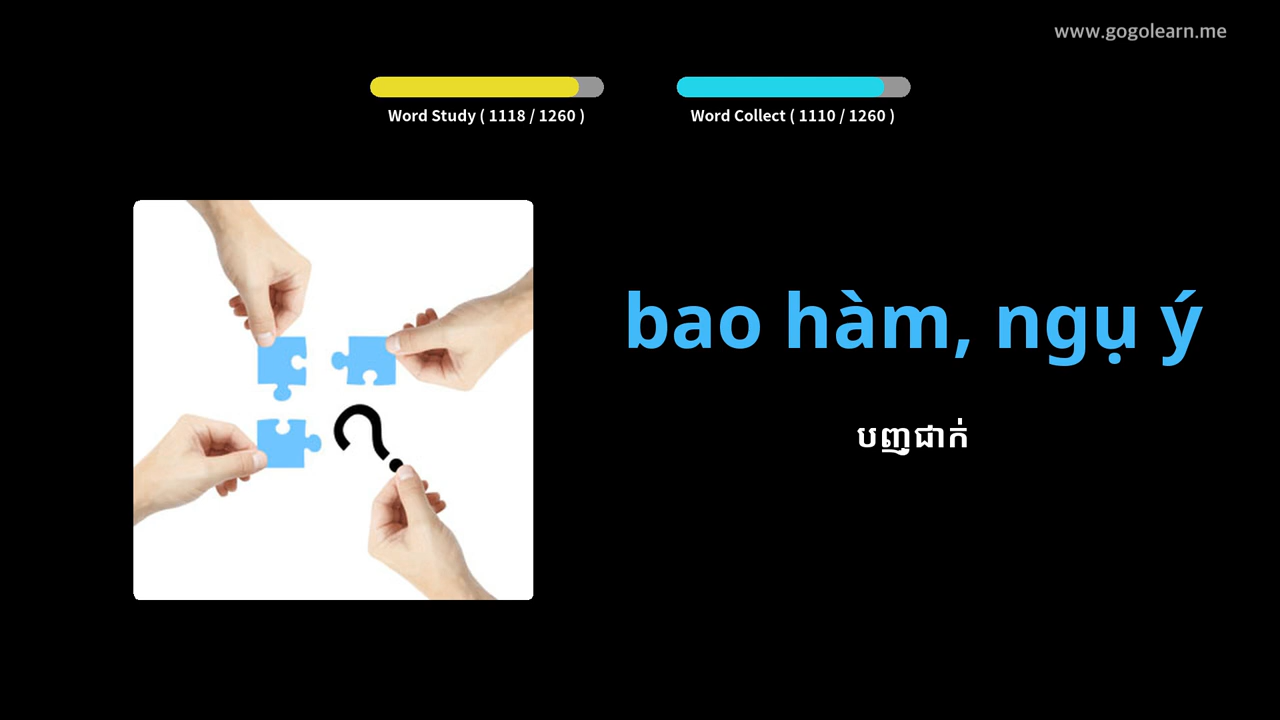 www.gogolearn.me
Word Study ( 1118 / 1260 )
Word Collect ( 1110 / 1260 )
bao hàm, ngụ ý
បញ្ជាក់